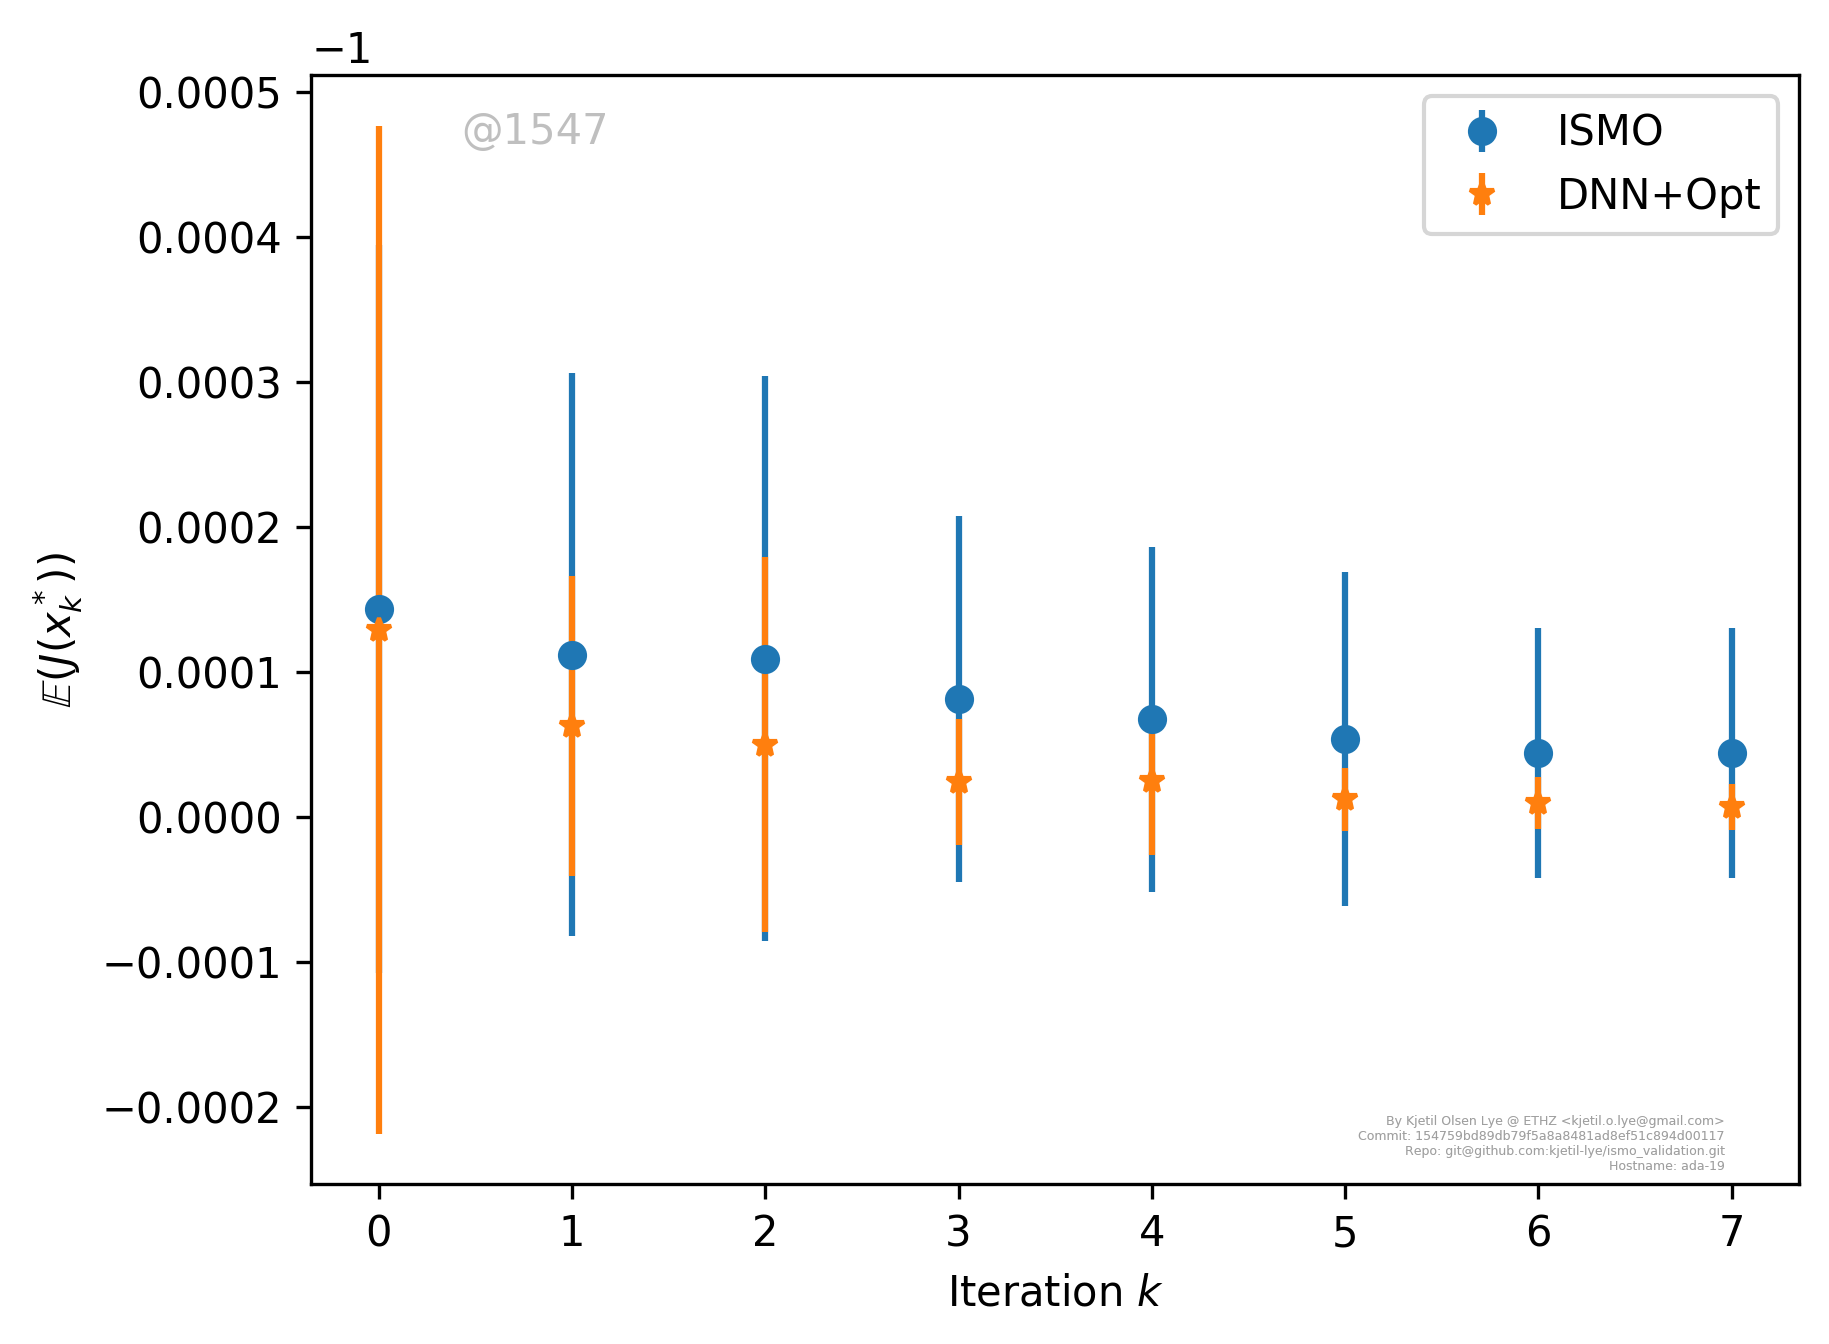 −1
0.0005
0.0004
0.0003
0.0002
0.0001
0.0000
−0.0001
−0.0002
𝔼(J(x*k))
@1547
ISMO
DNN+Opt
By Kjetil Olsen Lye @ ETHZ <kjetil.o.lye@gmail.com>
Commit: 154759bd89db79f5a8a8481ad8ef51c894d00117
Repo: git@github.com:kjetil-lye/ismo_validation.git
Hostname: ada-19
0 1 2 3 4 5 6 7
Iteration k